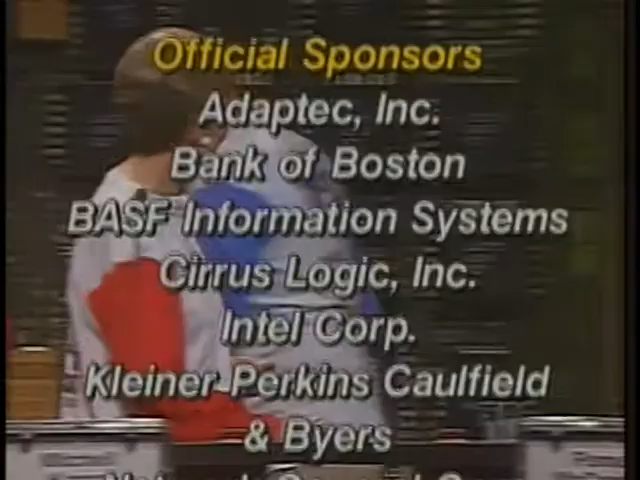 Official Sponsors
Adaptec, Inc.
Bank of Boston
BASF Information Systems
Cirrus Logic, Inc.
Intel Corp.
Kleiner Perkins Caulfield
& Byers